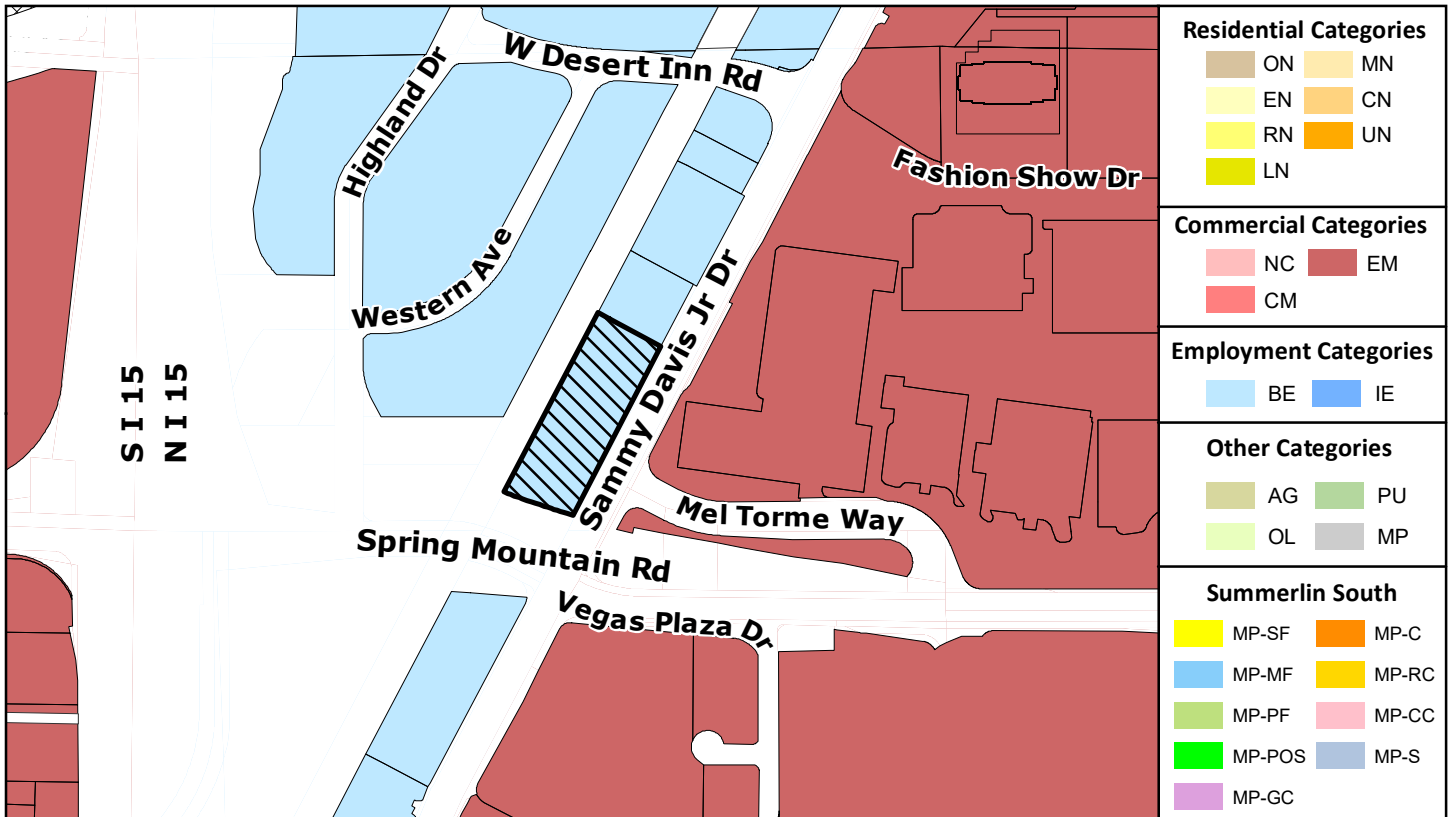 W Desert Inn Rd
Highland Dr
Fashion Show Dr
Western Ave
Sammy Davis Jr Dr
S I 15
N I 15
Mel Torme Way
Spring Mountain Rd
Vegas Plaza Dr
Residential Categories
ON MN
EN CN
RN UN
LN
Commercial Categories
NC EM
CM
Employment Categories
BE IE
Other Categories
AG PU
OL MP
Summerlin South
MP-SF MP-C
MP-MF MP-RC
MP-PF MP-CC
MP-POS MP-S
MP-GC